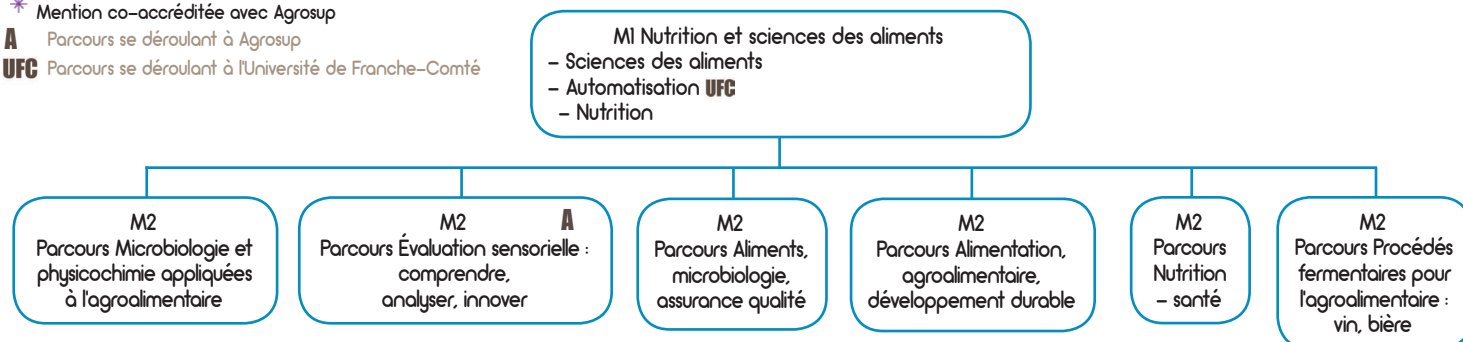 * Mention co-accréditée avec Agrosup
A Parcours se déroulant à Agrosup
UFC Parcours se déroulant à l'Université de Franche-Comté
M1 Nutrition et sciences des aliments
- Sciences des aliments
- Automatisation UFC
- Nutrition
M2
Parcours Microbiologie et
physicochimie appliquées
à l'agroalimentaire
M2 A
Parcours Évaluation sensorielle :
comprendre,
analyser, innover
M2
Parcours Aliments,
microbiologie,
assurance qualité
M2
Parcours Alimentation,
agroalimentaire,
développement durable
M2
Parcours
Nutrition
- santé
M2
Parcours Procédés
fermentaires pour
l'agroalimentaire :
vin, bière